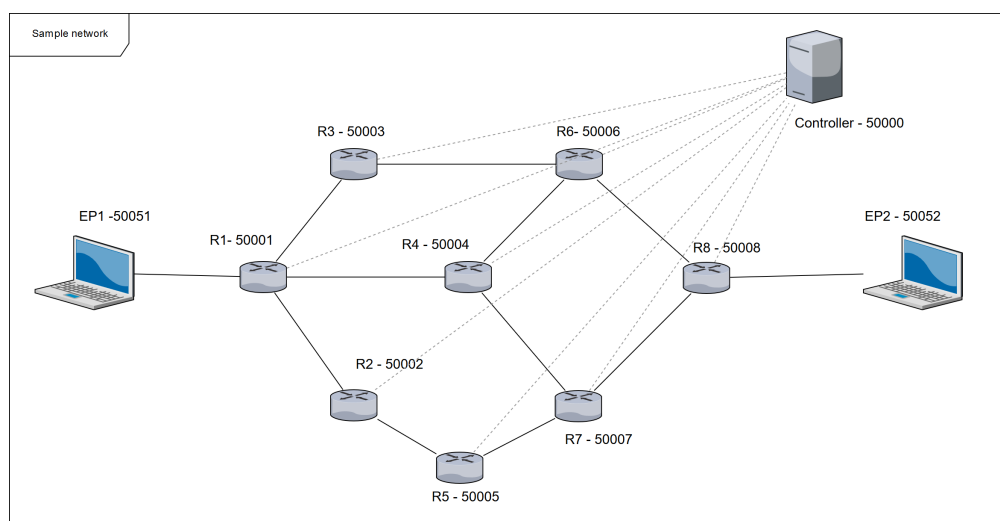 Sample network
Controller - 50000
R3 - 50003
R6- 50006
EP1 -50051
EP2 - 50052
R1- 50001
R4 - 50004
R8 - 50008
R2 - 50002
R7 - 50007
R5 - 50005